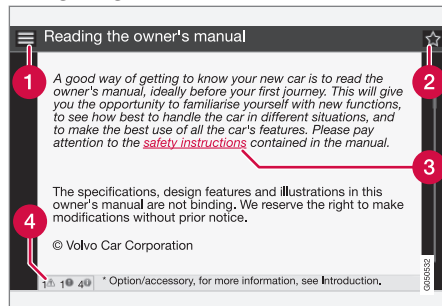 Reading the owner's manual
1
2
A good way of getting to know your new car is to read the
owner's manual, ideally before your first journey. This will give
you the opportunity to familiarise yourself with new functions,
to see how best to handle the car in different situations, and
to make the best use of all the car's features. Please pay
attention to the safety instructions contained in the manual.
3
The specifications, design features and illustrations in this
owner's manual are not binding. We reserve the right to make
modifications without prior notice.
4
© Volvo Car Corporation
1 1 4 * Option/accessory, for more information, see Introduction.
G050532